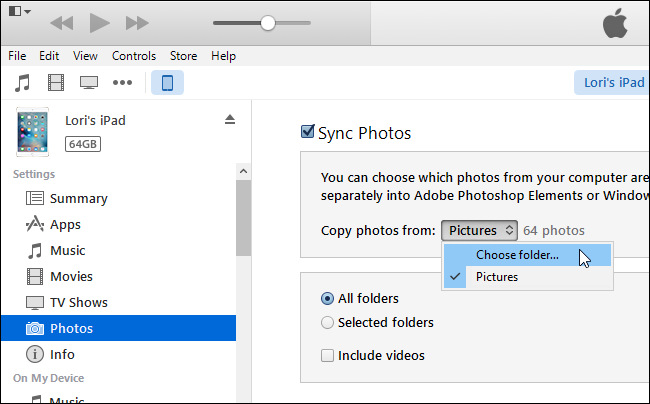 File Edit View Controls Store Help
Lori's iPad
Lori's iPad
64GB
Settings
Summary
Apps
Music
Movies
TV Shows
Photos
Info
On My Device
Music
Sync Photos
You can choose which photos from your computer are
separately into Adobe Photoshop Elements or Window
Copy photos from: Pictures 64 photos
Choose folder...
Pictures
All folders
Selected folders
Include videos